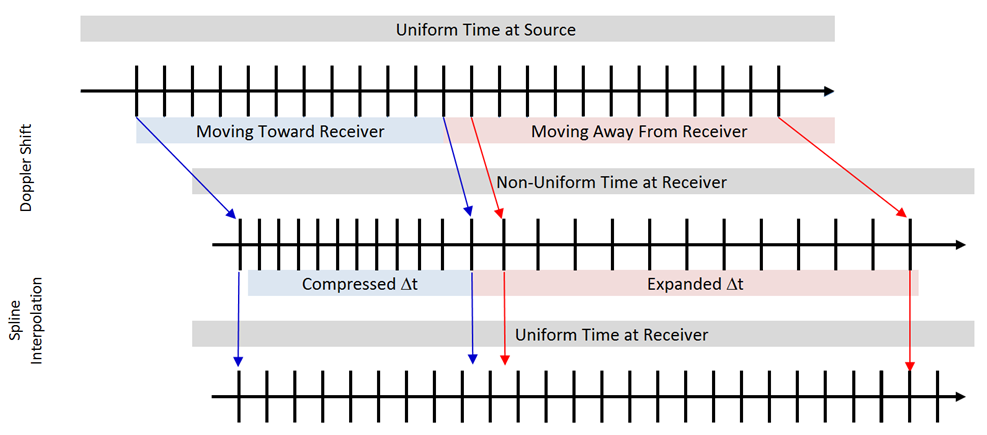 Uniform Time at Source
Moving Toward Receiver
Moving Away From Receiver
Doppler Shift
Non-Uniform Time at Receiver
Compressed Δt
Expanded Δt
Spline
Interpolation
Uniform Time at Receiver